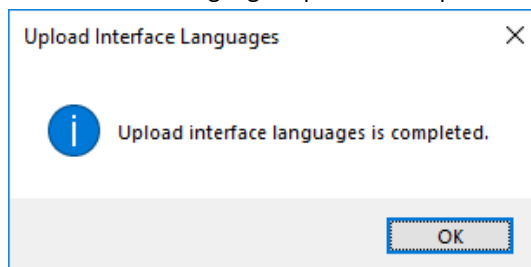 Upload Interface Languages
Upload interface languages is completed.
OK